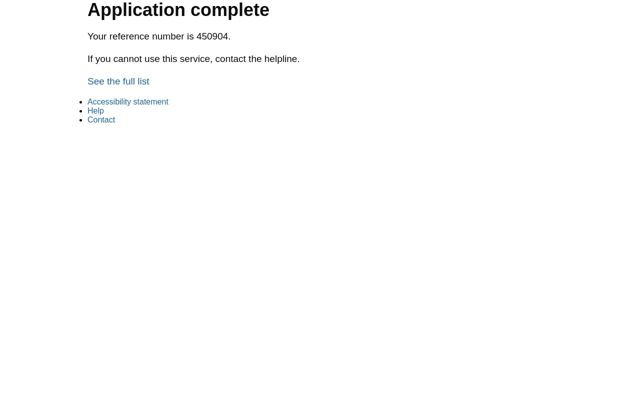 Application complete
Your reference number is 450904.
If you cannot use this service, contact the helpline.
See the full list
Accessibility statement
Help
Contact